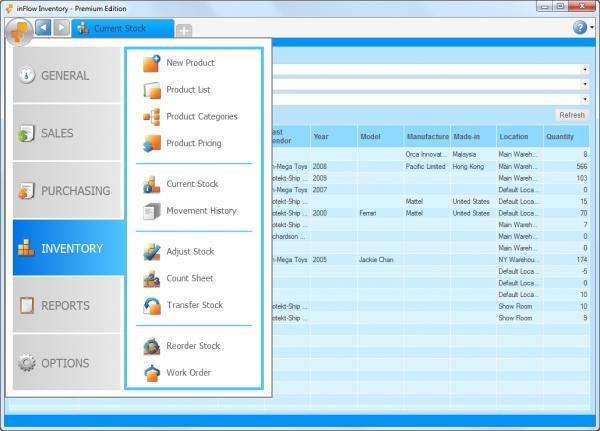 inFlow Inventory - Premium Edition
Current Stock
GENERAL
SALES
PURCHASING
INVENTORY
REPORTS
OPTIONS
New Product
Product List
Product Categories
Product Pricing
Current Stock
Movement History
Adjust Stock
Count Sheet
Transfer Stock
Reorder Stock
Work Order
Refresh
Year Model Manufacture Made-in Location Quantity
Orca Innovat... Malaysia Main Wareh... 8
n-Mega Toys 2008 Pacific Limited Hong Kong Main Wareh... 566
otekt-Ship ... 2009 Main Wareh... 103
n-Mega Toys 2007 Default Loca... 0
otekt-Ship ... Mattel United States Default Loca... 15
otekt-Ship ... 2000 Ferrari Mattel United States Default Loca... 70
otekt-Ship ... Main Wareh... 7
chardson ... Main Wareh... 0
Main Wareh... 0
n-Mega Toys 2005 Jackie Chan NY Warehou... 174
Default Loca... -5
Default Loca... 0
Default Loca... 10
otekt-Ship ... Show Room 10
otekt-Ship ... Show Room 9